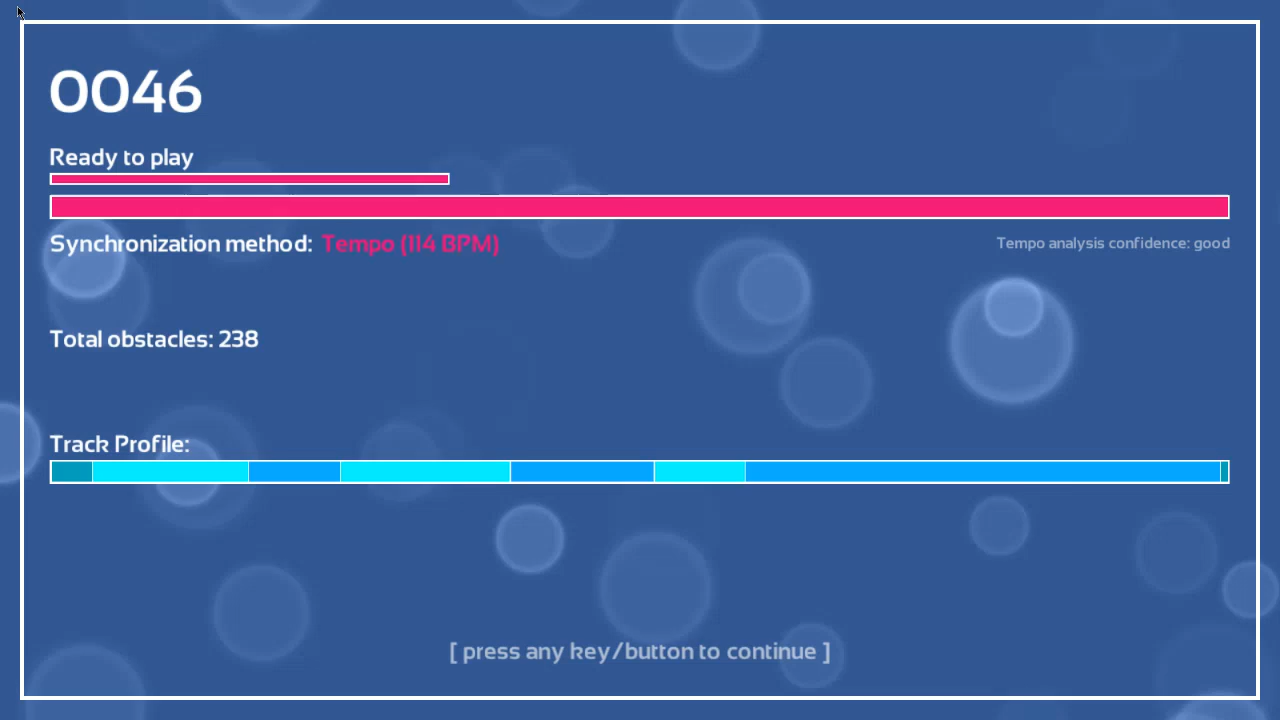 0046
Ready to play
Synchronization method: Tempo (114 BPM)
Tempo analysis confidence: good
Total obstacles: 238
Track Profile:
[ press any key/button to continue ]